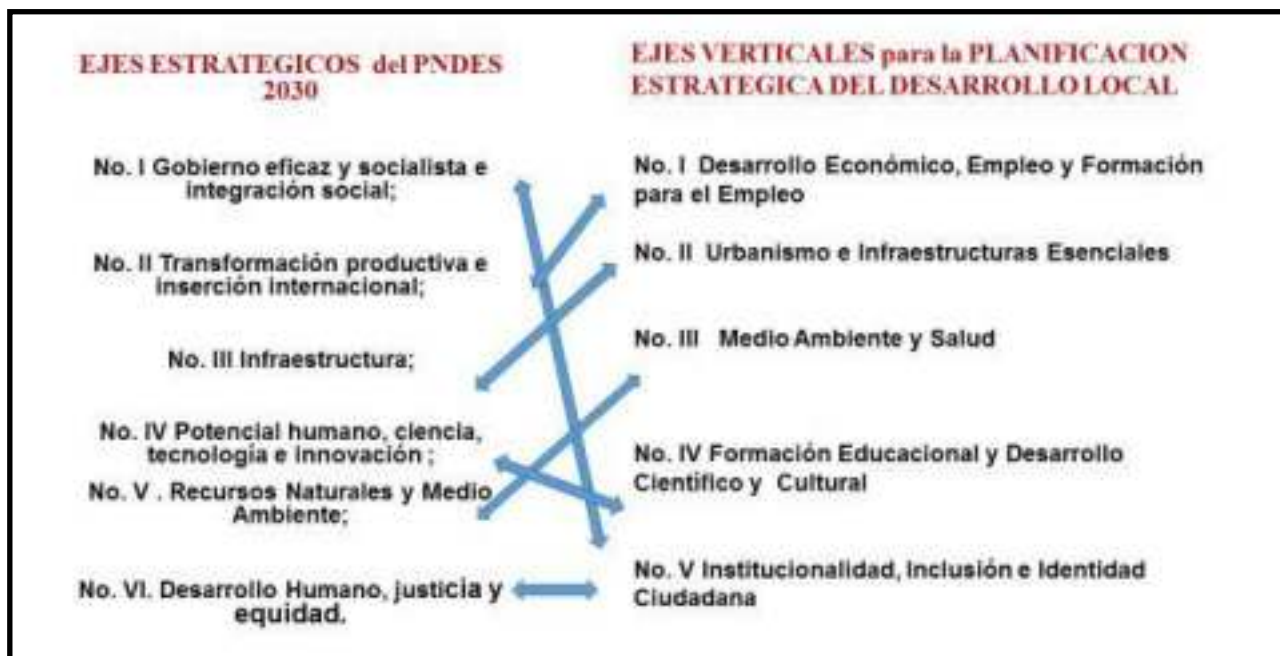 EJES ESTRATEGICOS del PNDES
2030
No. I Gobierno eficaz y socialista e
integración social;
No. II Transformación productiva e
inserción internacional;
No. III Infraestructura;
No. IV Potencial humano, ciencia,
tecnología e innovación ;
No. V . Recursos Naturales y Medio
Ambiente;
No. VI. Desarrollo Humano, justicia y
equidad.
EJES VERTICALES para la PLANIFICACION
ESTRATEGICA DEL DESARROLLO LOCAL
No. I Desarrollo Económico, Empleo y Formación
para el Empleo
No. II Urbanismo e Infraestructuras Esenciales
No. III Medio Ambiente y Salud
No. IV Formación Educacional y Desarrollo
Científico y Cultural
No. V Institucionalidad, Inclusión e Identidad
Ciudadana